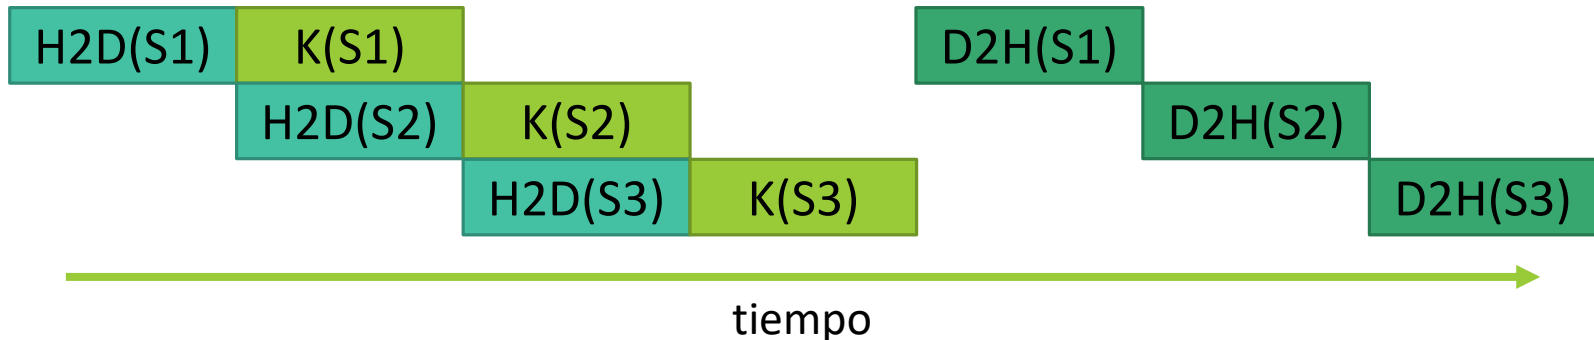 H2D(S1) K(S1) D2H(S1)
H2D(S2) K(S2) D2H(S2)
H2D(S3) K(S3) D2H(S3)
tiempo